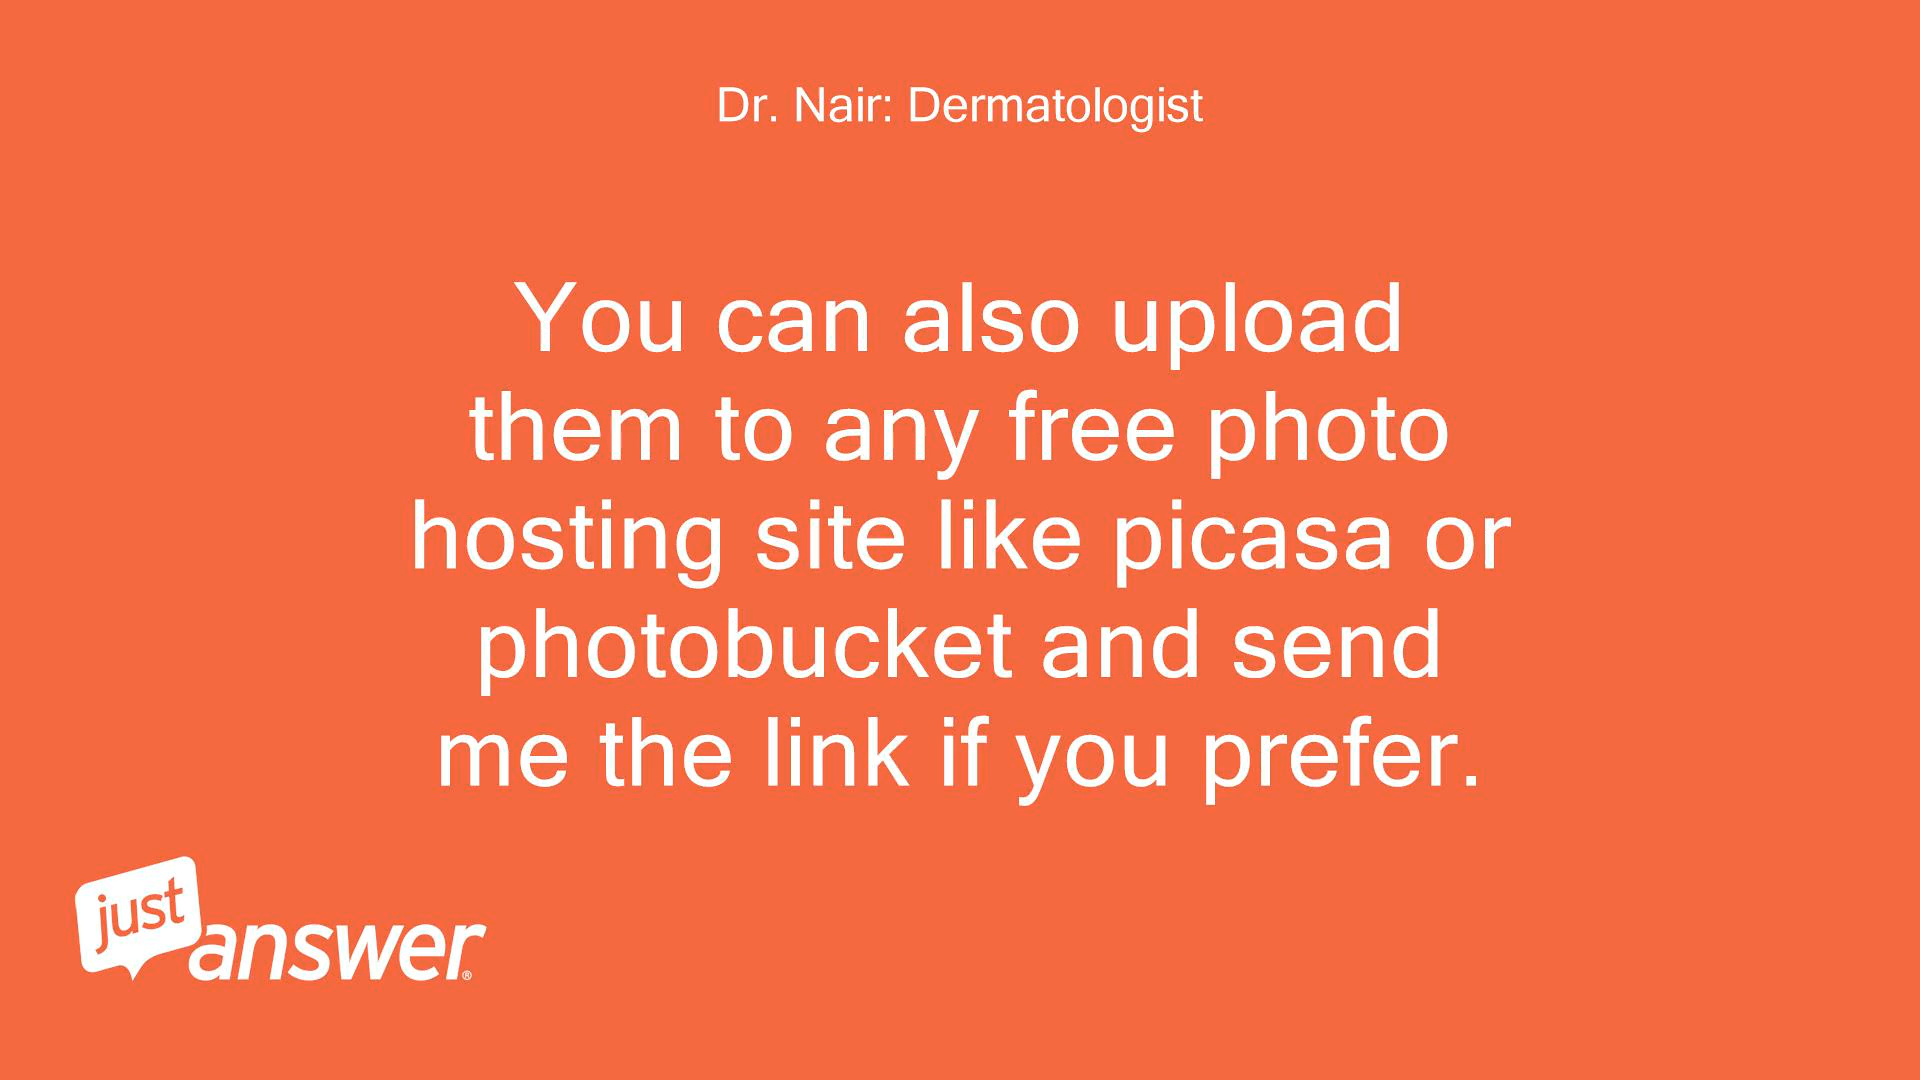 Dr. Nair: Dermatologist
You can also upload
them to any free photo
hosting site like picasa or
photobucket and send
me the link if you prefer.
just
answer®